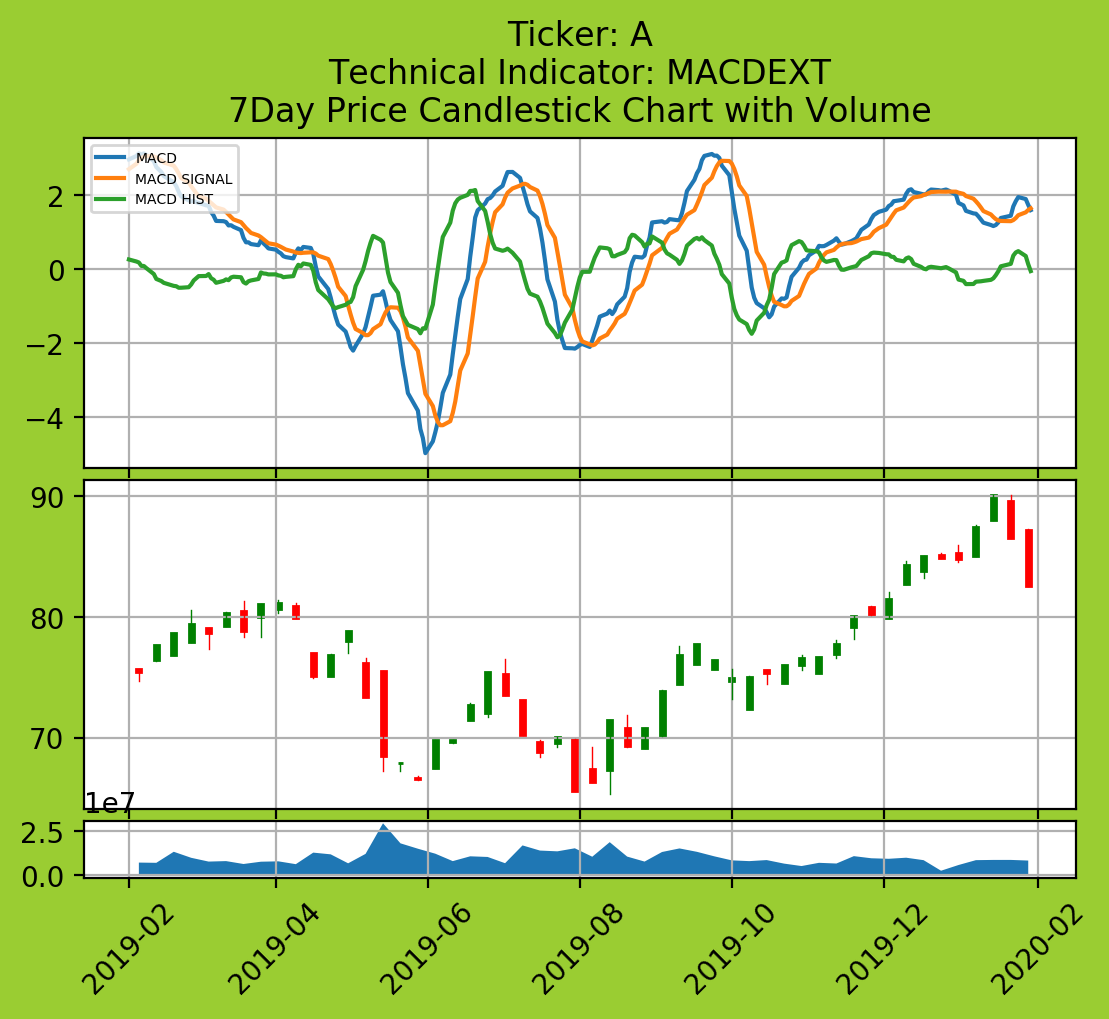 Ticker: A
Technical Indicator: MACDEXT
7Day Price Candlestick Chart with Volume
MACD
MACD SIGNAL
MACD HIST
2
0
−2
−4
90
80
70
1e7
2.5
0.0
2019-02
2019-04
2019-06
2019-08
2019-10
2019-12
2020-02